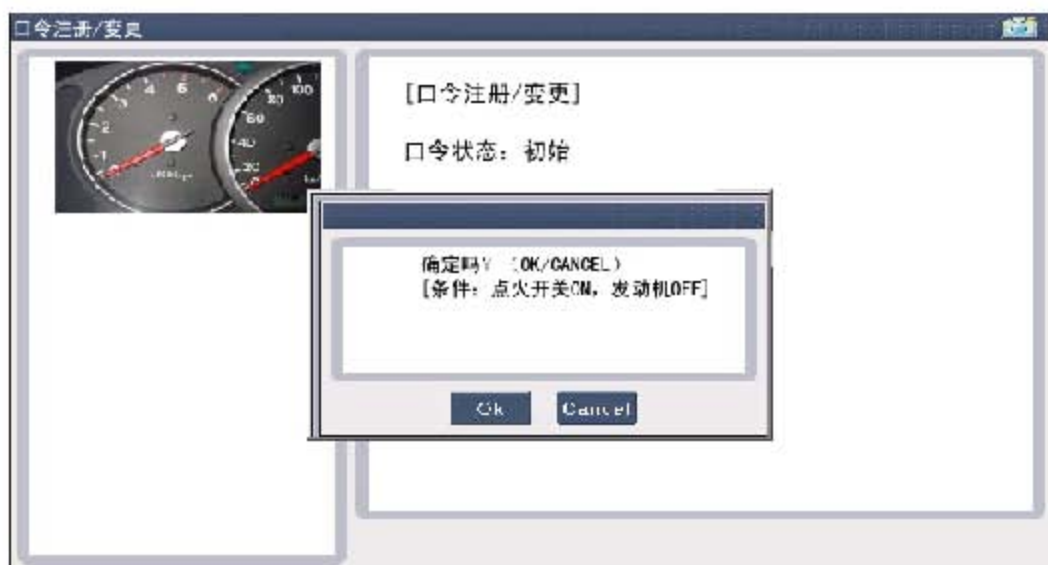 口令注册/变更
[口令注册/变更]
口令状态: 初始
确定吗Y (OK/CANCEL)
[条件: 点火开关ON, 发动机OFF]
Ok
Cancel